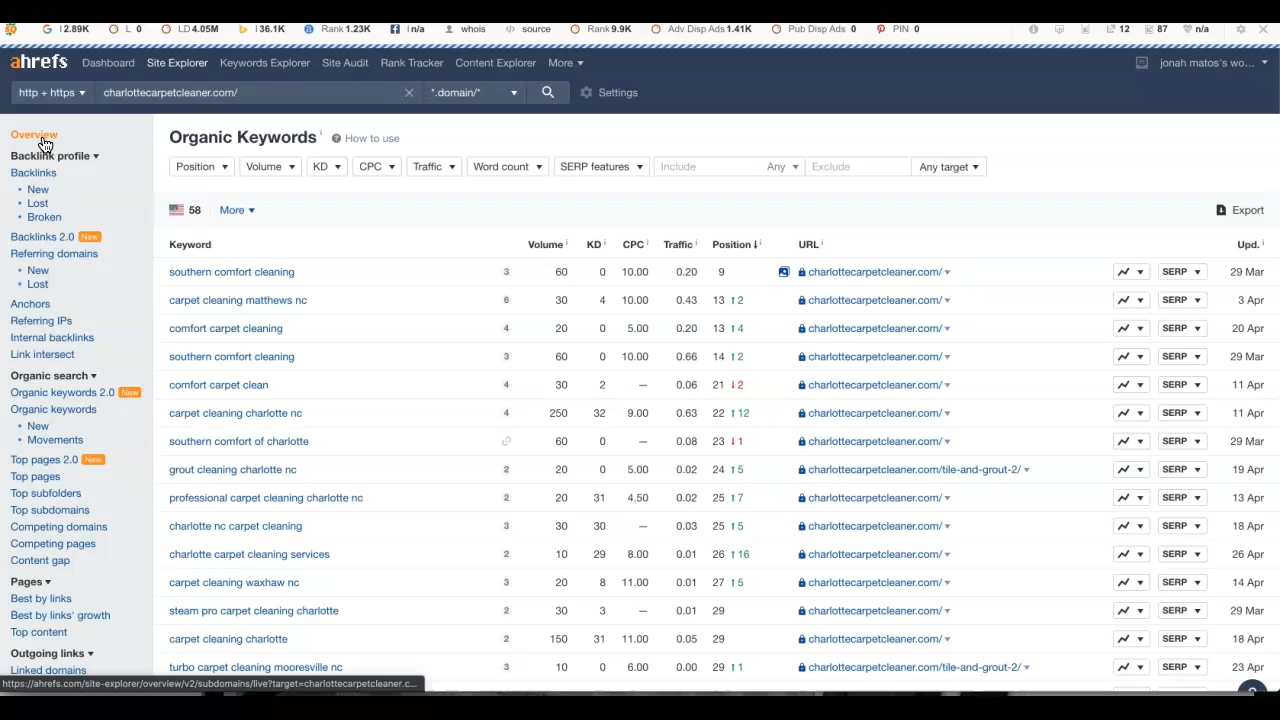 I 2.89K L 0 LD 4.05M I 36.1K Rank 1.23K I n/a whois source Rank 9.9K Adv Disp Ads 1.41K Pub Disp Ads 0 PIN 0 12 87 n/a
ahrefs Dashboard Site Explorer Keywords Explorer Site Audit Rank Tracker Content Explorer More jonah matos's wo...
http + https charlottecarpetcleaner.com/ *.domain/* Settings
Overview
Backlink profile
Backlinks
• New
• Lost
• Broken
Backlinks 2.0 New
Referring domains
• New
• Lost
Anchors
Referring IPs
Internal backlinks
Link intersect
Organic search
Organic keywords 2.0 New
Organic keywords
• New
• Movements
Top pages 2.0 New
Top pages
Top subfolders
Top subdomains
Competing domains
Competing pages
Content gap
Pages
Best by links
Best by links' growth
Top content
Outgoing links
Linked domains
Organic Keywords i ? How to use
Position Volume KD CPC Traffic Word count SERP features Include Any Exclude Any target
58 More Export
Keyword Volume i KD i CPC i Traffic i Position ↓ i URL i Upd. i
southern comfort cleaning 3 60 0 10.00 0.20 9 charlottecarpetcleaner.com/ SERP 29 Mar
carpet cleaning matthews nc 6 30 4 10.00 0.43 13 ↑2 charlottecarpetcleaner.com/ SERP 3 Apr
comfort carpet cleaning 4 20 0 5.00 0.20 13 ↑4 charlottecarpetcleaner.com/ SERP 20 Apr
southern comfort cleaning 3 60 0 10.00 0.66 14 ↑2 charlottecarpetcleaner.com/ SERP 29 Mar
comfort carpet clean 4 30 2 — 0.06 21 ↓2 charlottecarpetcleaner.com/ SERP 11 Apr
carpet cleaning charlotte nc 4 250 32 9.00 0.63 22 ↑12 charlottecarpetcleaner.com/ SERP 11 Apr
southern comfort of charlotte 60 0 — 0.08 23 ↓1 charlottecarpetcleaner.com/ SERP 29 Mar
grout cleaning charlotte nc 2 20 0 5.00 0.02 24 ↑5 charlottecarpetcleaner.com/tile-and-grout-2/ SERP 19 Apr
professional carpet cleaning charlotte nc 2 20 31 4.50 0.02 25 ↑7 charlottecarpetcleaner.com/ SERP 13 Apr
charlotte nc carpet cleaning 3 30 30 — 0.03 25 ↑5 charlottecarpetcleaner.com/ SERP 18 Apr
charlotte carpet cleaning services 2 10 29 8.00 0.01 26 ↑16 charlottecarpetcleaner.com/ SERP 26 Apr
carpet cleaning waxhaw nc 3 20 8 11.00 0.01 27 ↑5 charlottecarpetcleaner.com/ SERP 14 Apr
steam pro carpet cleaning charlotte 2 30 3 — 0.01 29 charlottecarpetcleaner.com/ SERP 29 Mar
carpet cleaning charlotte 2 150 31 11.00 0.05 29 charlottecarpetcleaner.com/ SERP 18 Apr
turbo carpet cleaning mooresville nc 3 10 0 6.00 0.00 29 ↑1 charlottecarpetcleaner.com/tile-and-grout-2/ SERP 23 Apr
https://ahrefs.com/site-explorer/overview/v2/subdomains/live?target=charlottecarpetcleaner.c...